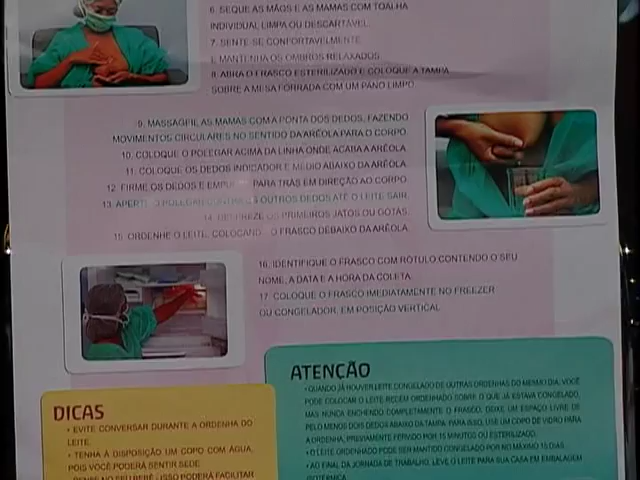 6. SEQUE AS MÃOS E AS MAMAS COM TOALHA
INDIVIDUAL, LIMPA OU DESCARTÁVEL.
7. SENTE-SE CONFORTAVELMENTE
E MANTENHA OS OMBROS RELAXADOS.
8. ABRA O FRASCO ESTERILIZADO E COLOQUE A TAMPA
SOBRE A MESA FORRADA COM UM PANO LIMPO.
9. MASSAGEIE AS MAMAS COM A PONTA DOS DEDOS, FAZENDO
MOVIMENTOS CIRCULARES NO SENTIDO DA ARÉOLA PARA O CORPO.
10. COLOQUE O POLEGAR ACIMA DA LINHA ONDE ACABA A ARÉOLA.
11. COLOQUE OS DEDOS INDICADOR E MÉDIO ABAIXO DA ARÉOLA.
12. FIRME OS DEDOS E PARA TRÁS EM DIREÇÃO AO CORPO.
13. APERTE O POLEGAR CONTRA OS OUTROS DEDOS ATÉ O LEITE SAIR.
14. DESPREZE OS PRIMEIROS JATOS OU GOTAS.
15. ORDENHE O LEITE, COLOCANDO O FRASCO DEBAIXO DA ARÉOLA.
16. IDENTIFIQUE O FRASCO COM RÓTULO CONTENDO O SEU
NOME, A DATA E A HORA DA COLETA.
17. COLOQUE O FRASCO IMEDIATAMENTE NO FREEZER
OU CONGELADOR, EM POSIÇÃO VERTICAL.
ATENÇÃO
• QUANDO JÁ HOUVER LEITE CONGELADO DE OUTRAS ORDENHAS DO MESMO DIA, VOCÊ
PODE COLOCAR O LEITE RECÉM ORDENHADO SOBRE O QUE JÁ ESTAVA CONGELADO,
MAS NUNCA ENCHENDO COMPLETAMENTE O FRASCO. DEIXE UM ESPAÇO LIVRE DE
PELO MENOS DOIS DEDOS ABAIXO DA TAMPA. PARA ISSO, USE UM COPO DE VIDRO PARA
A ORDENHA, PREVIAMENTE FERVIDO POR 15 MINUTOS OU ESTERILIZADO.
• O LEITE ORDENHADO PODE SER MANTIDO CONGELADO POR NO MÁXIMO 15 DIAS.
• AO FINAL DA JORNADA DE TRABALHO, LEVE O LEITE PARA SUA CASA EM EMBALAGEM
DICAS
• EVITE CONVERSAR DURANTE A ORDENHA DO
LEITE.
• TENHA À DISPOSIÇÃO UM COPO COM ÁGUA,
POIS VOCÊ PODERÁ SENTIR SEDE.
• PENSE NO SEU BEBÊ - ISSO PODERÁ FACILITAR